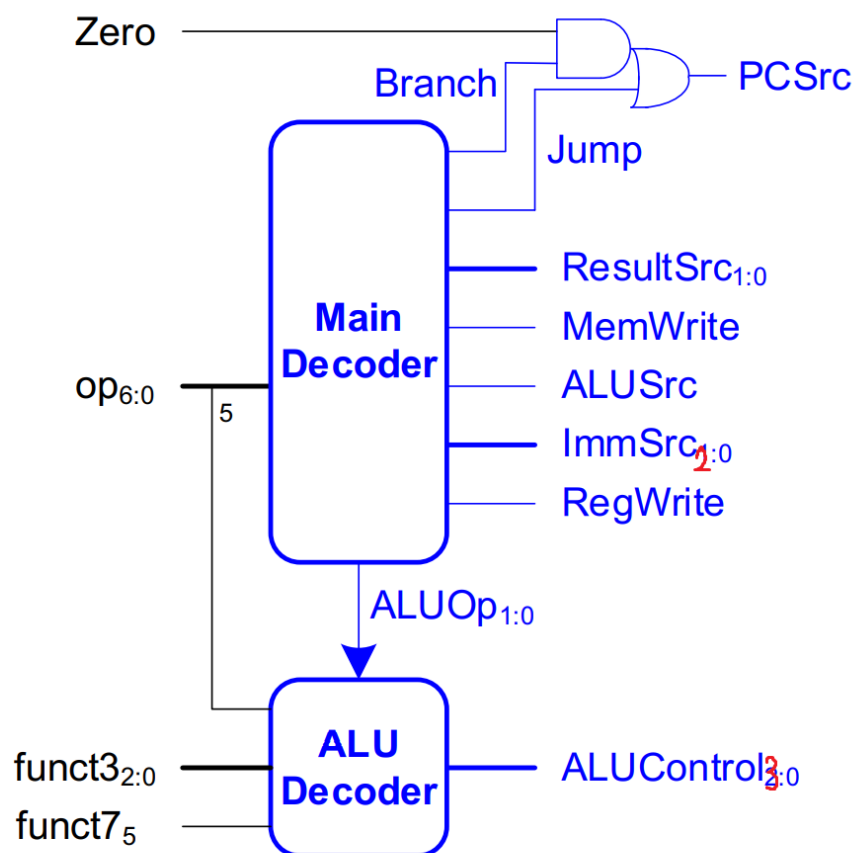 Zero
Branch
PCSrc
Jump
ResultSrc1:0
Main
Decoder
MemWrite
op6:0
5
ALUSrc
ImmSrc2:0
RegWrite
ALUOp1:0
ALU
Decoder
funct32:0
ALUControl3:0
funct75